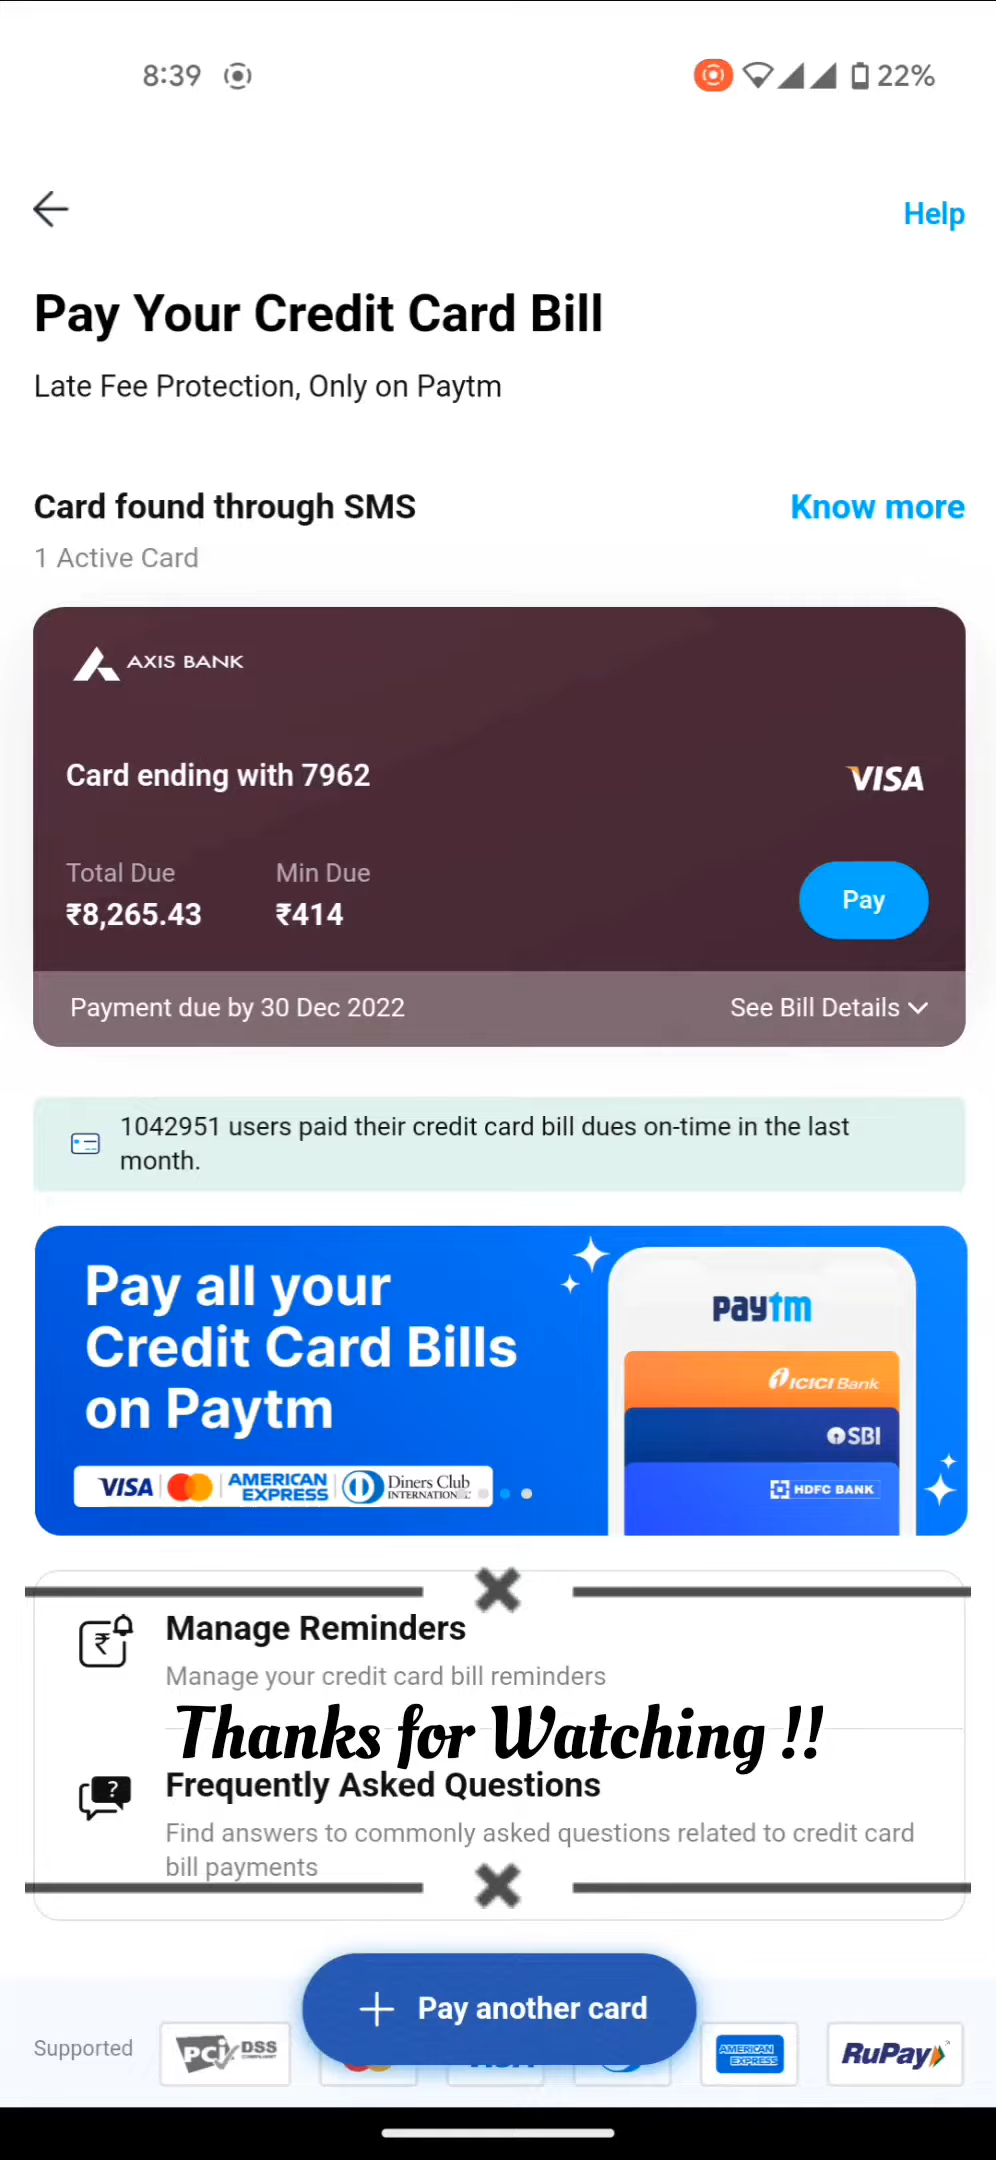 8:39
22%
Help
Pay Your Credit Card Bill
Late Fee Protection, Only on Paytm
Card found through SMS
Know more
1 Active Card
AXIS BANK
Card ending with 7962
VISA
Total Due
Min Due
₹8,265.43
₹414
Pay
Payment due by 30 Dec 2022
See Bill Details
1042951 users paid their credit card bill dues on-time in the last
month.
Pay all your
Credit Card Bills
on Paytm
paytm
ICICI Bank
SBI
HDFC BANK
VISA
AMERICAN
EXPRESS
Diners Club
INTERNATIONAL
Manage Reminders
Manage your credit card bill reminders
Thanks for Watching !!
Frequently Asked Questions
Find answers to commonly asked questions related to credit card
bill payments
Pay another card
Supported
PCI DSS
COMPLIANT
AMERICAN
EXPRESS
RuPay